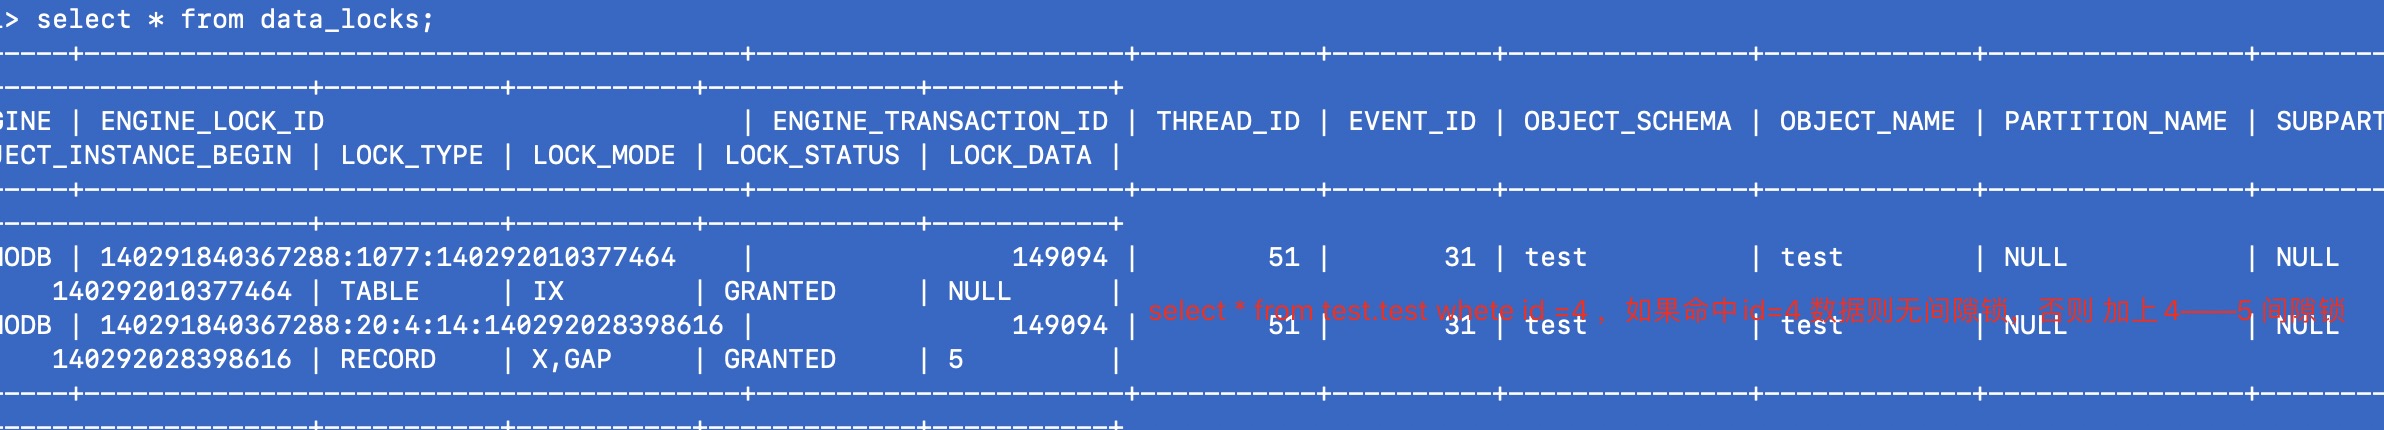 > select * from data_locks;
-----+-----------------------------------------+-----------------------+-----------+----------+---------------+-------------+----------------+--------
--------------------+-----------+-----------+-------------+-----------+
GINE | ENGINE_LOCK_ID                          | ENGINE_TRANSACTION_ID | THREAD_ID | EVENT_ID | OBJECT_SCHEMA | OBJECT_NAME | PARTITION_NAME | SUBPART
JECT_INSTANCE_BEGIN | LOCK_TYPE | LOCK_MODE | LOCK_STATUS | LOCK_DATA |
-----+-----------------------------------------+-----------------------+-----------+----------+---------------+-------------+----------------+--------
--------------------+-----------+-----------+-------------+-----------+
NODB | 140291840367288:1077:140292010377464    |                149094 |        51 |       31 | test          | test        | NULL           | NULL
140292010377464 | TABLE     | IX        | GRANTED     | NULL      |
select * from test.test whete id =4 ，如果命中id=4 数据则无间隙锁，否则 加上4——5 间隙锁
NODB | 140291840367288:20:4:14:140292028398616 |                149094 |        51 |       31 | test          | test        | NULL           | NULL
140292028398616 | RECORD    | X,GAP     | GRANTED     | 5         |
-----+-----------------------------------------+-----------------------+-----------+----------+---------------+-------------+----------------+--------
--------------------+-----------+-----------+-------------+-----------+